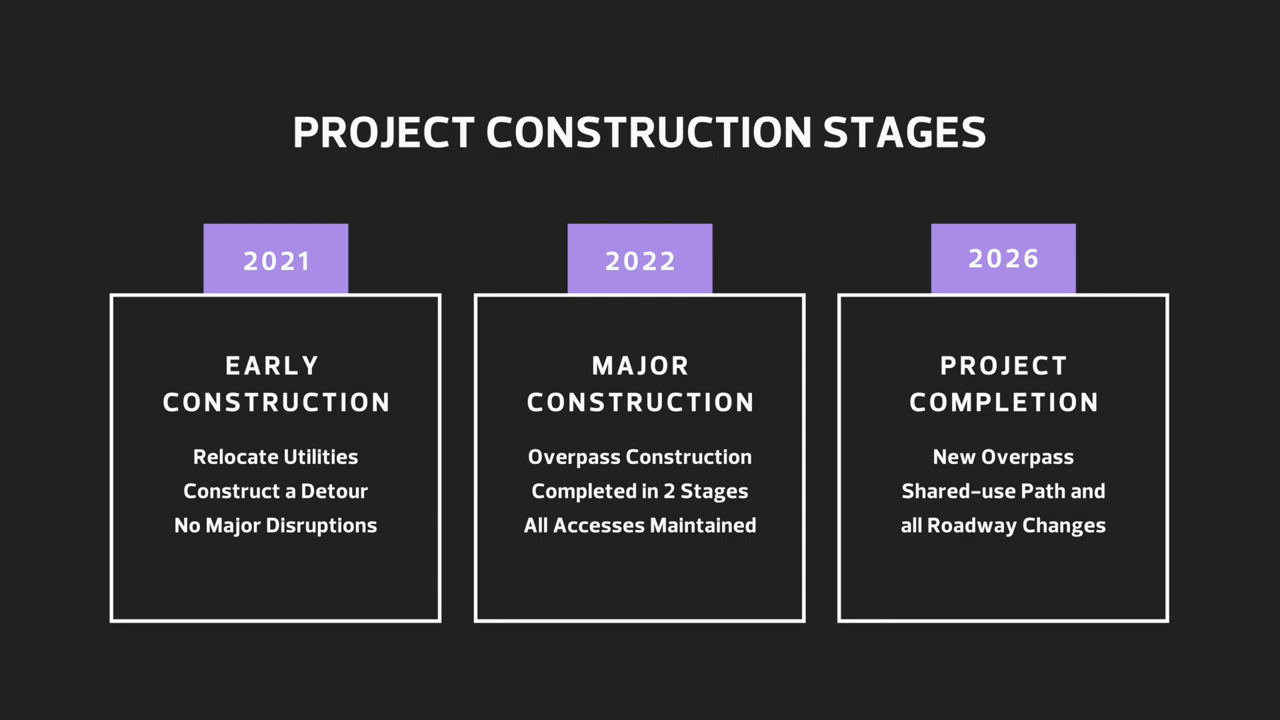 PROJECT CONSTRUCTION STAGES
2021
EARLY
CONSTRUCTION
Relocate Utilities
Construct a Detour
No Major Disruptions
2022
MAJOR
CONSTRUCTION
Overpass Construction
Completed in 2 Stages
All Accesses Maintained
2026
PROJECT
COMPLETION
New Overpass
Shared-use Path and
all Roadway Changes